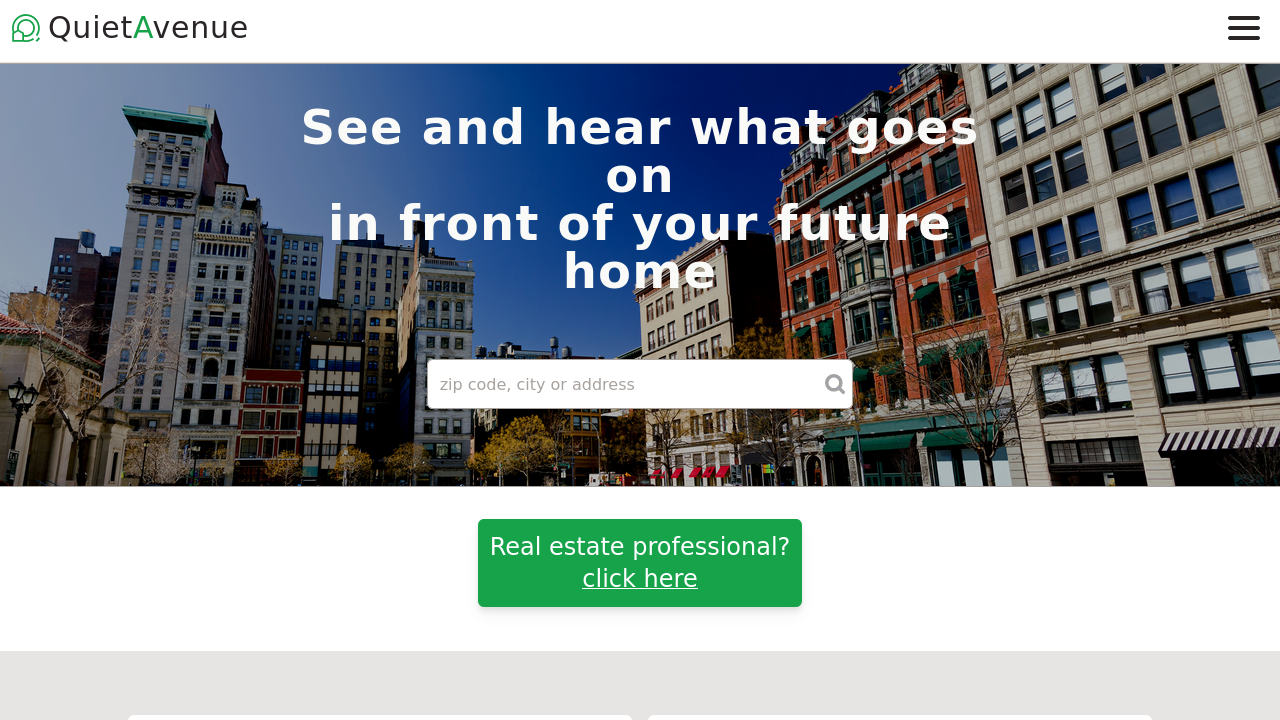 QuietAvenue
See and hear what goes
on
in front of your future
home
zip code, city or address
Real estate professional?
click here